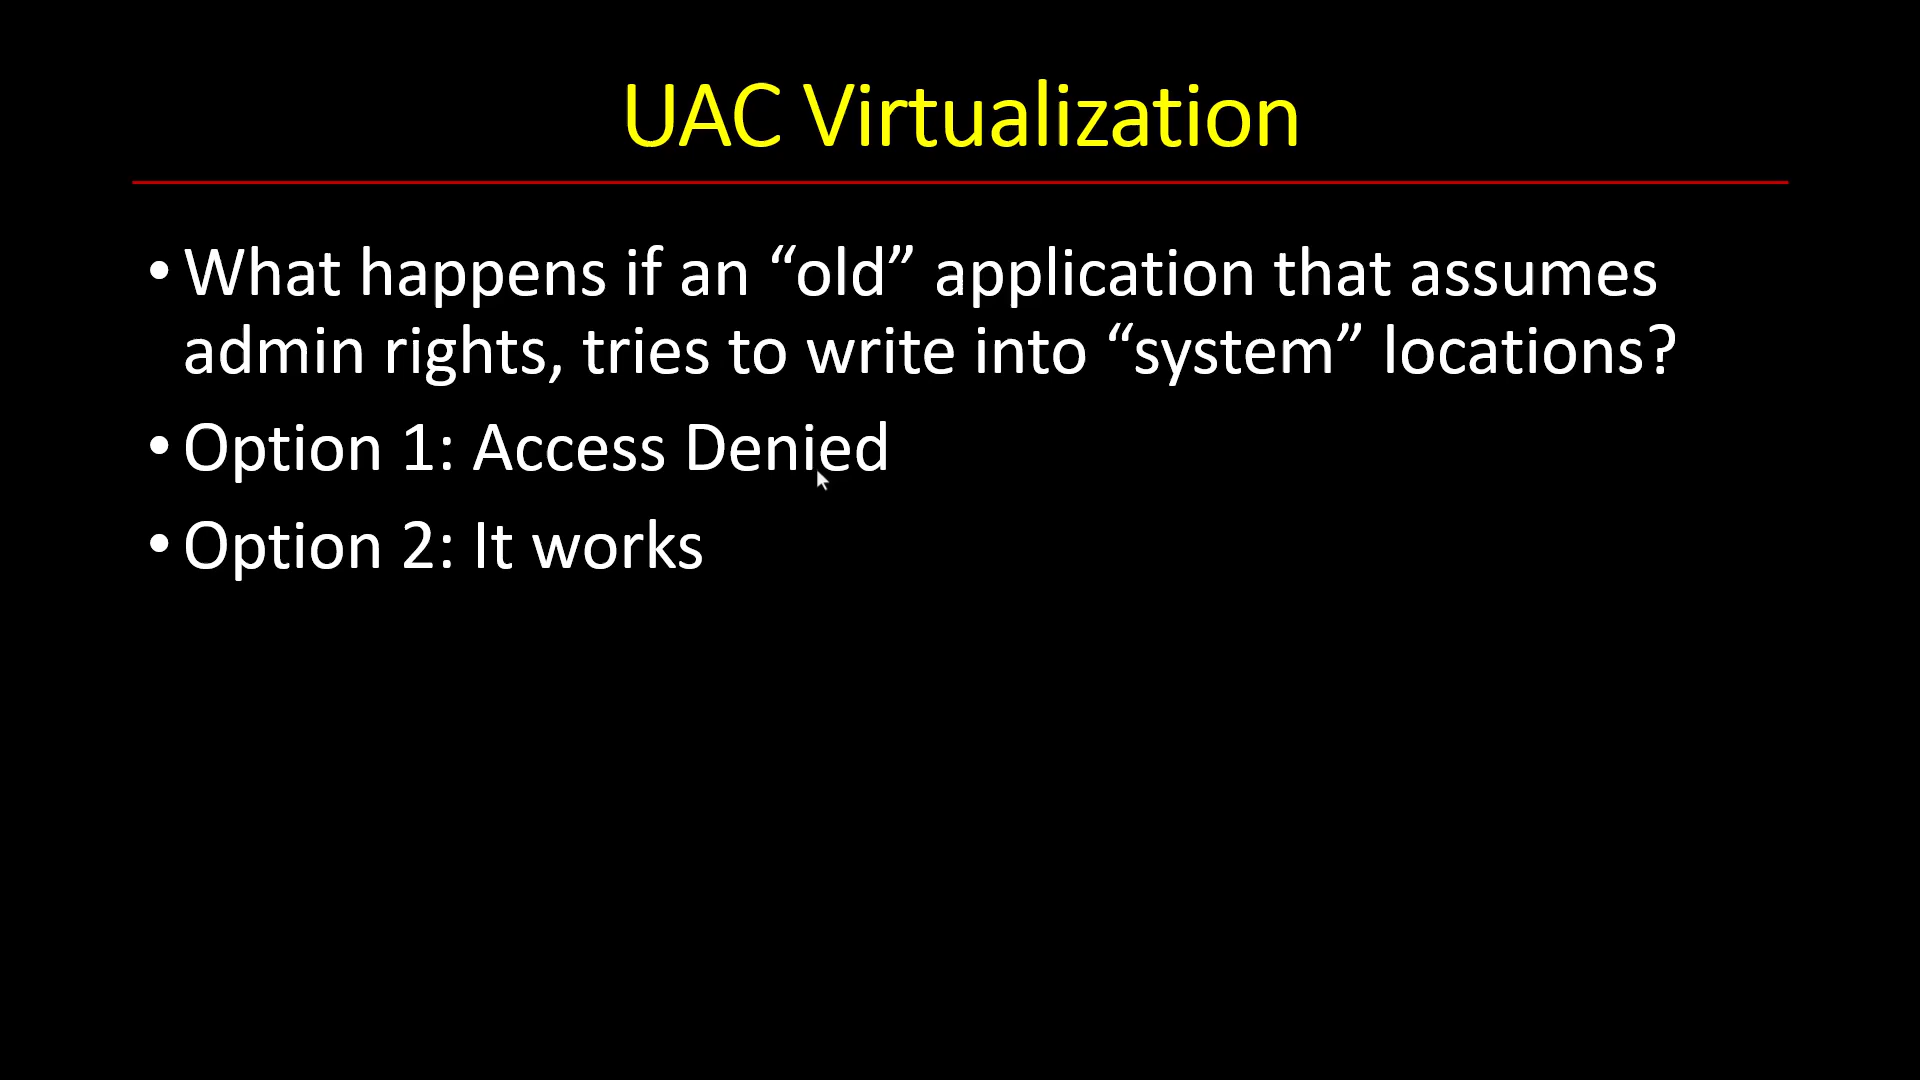 UAC Virtualization
• What happens if an “old” application that assumes
admin rights, tries to write into “system” locations?
• Option 1: Access Denied
• Option 2: It works